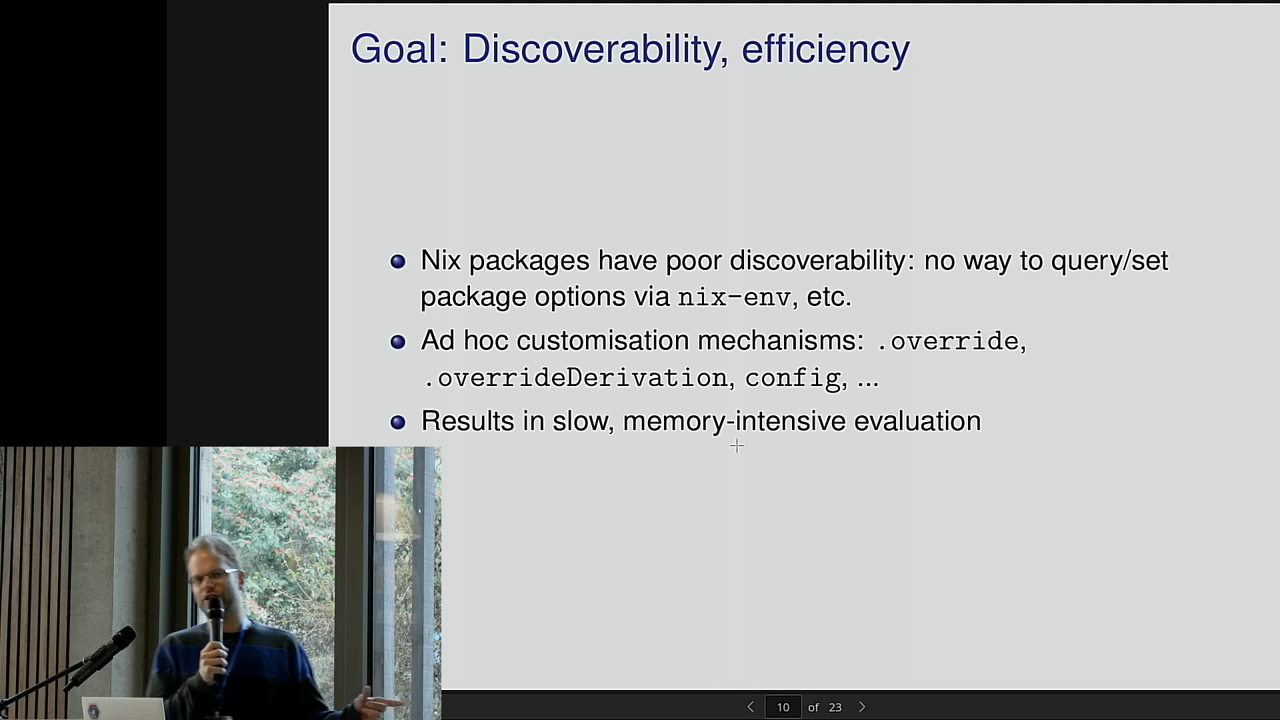 Goal: Discoverability, efficiency
Nix packages have poor discoverability: no way to query/set
package options via nix-env, etc.
Ad hoc customisation mechanisms: .override,
.overrideDerivation, config, ...
Results in slow, memory-intensive evaluation
10 of 23